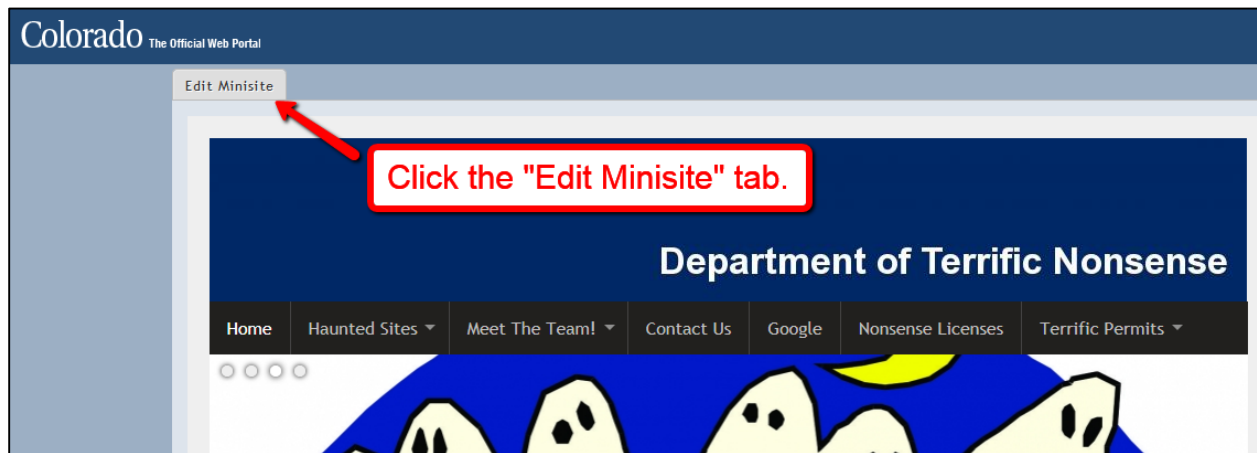 Colorado The Official Web Portal
Edit Minisite
Click the "Edit Minisite" tab.
Department of Terrific Nonsense
Home Haunted Sites Meet The Team! Contact Us Google Nonsense Licenses Terrific Permits